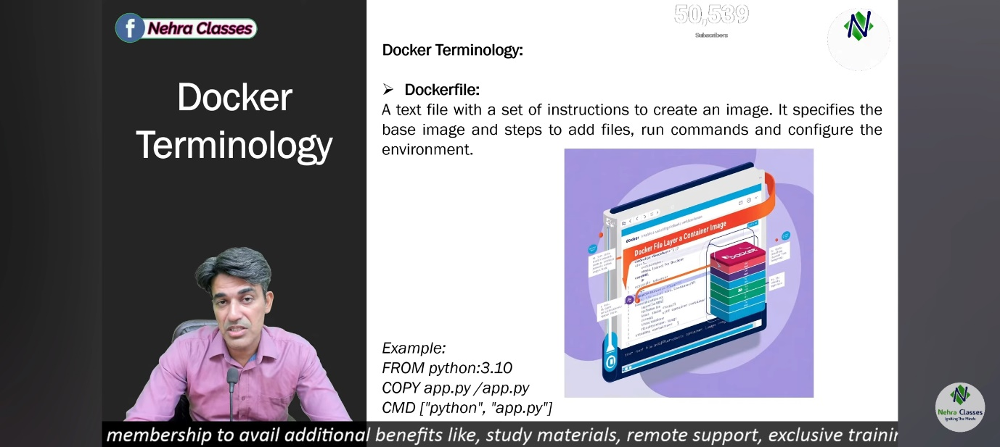 Nehra Classes
50,539
Subscribers
N
Docker
Terminology
Docker Terminology:
➢ Dockerfile:
A text file with a set of instructions to create an image. It specifies the
base image and steps to add files, run commands and configure the
environment.
docker
Docker File Layer a Container Image
Example:
FROM python:3.10
COPY app.py /app.py
CMD ["python", "app.py"]
N
Nehra Classes
Igniting The Minds
membership to avail additional benefits like, study materials, remote support, exclusive